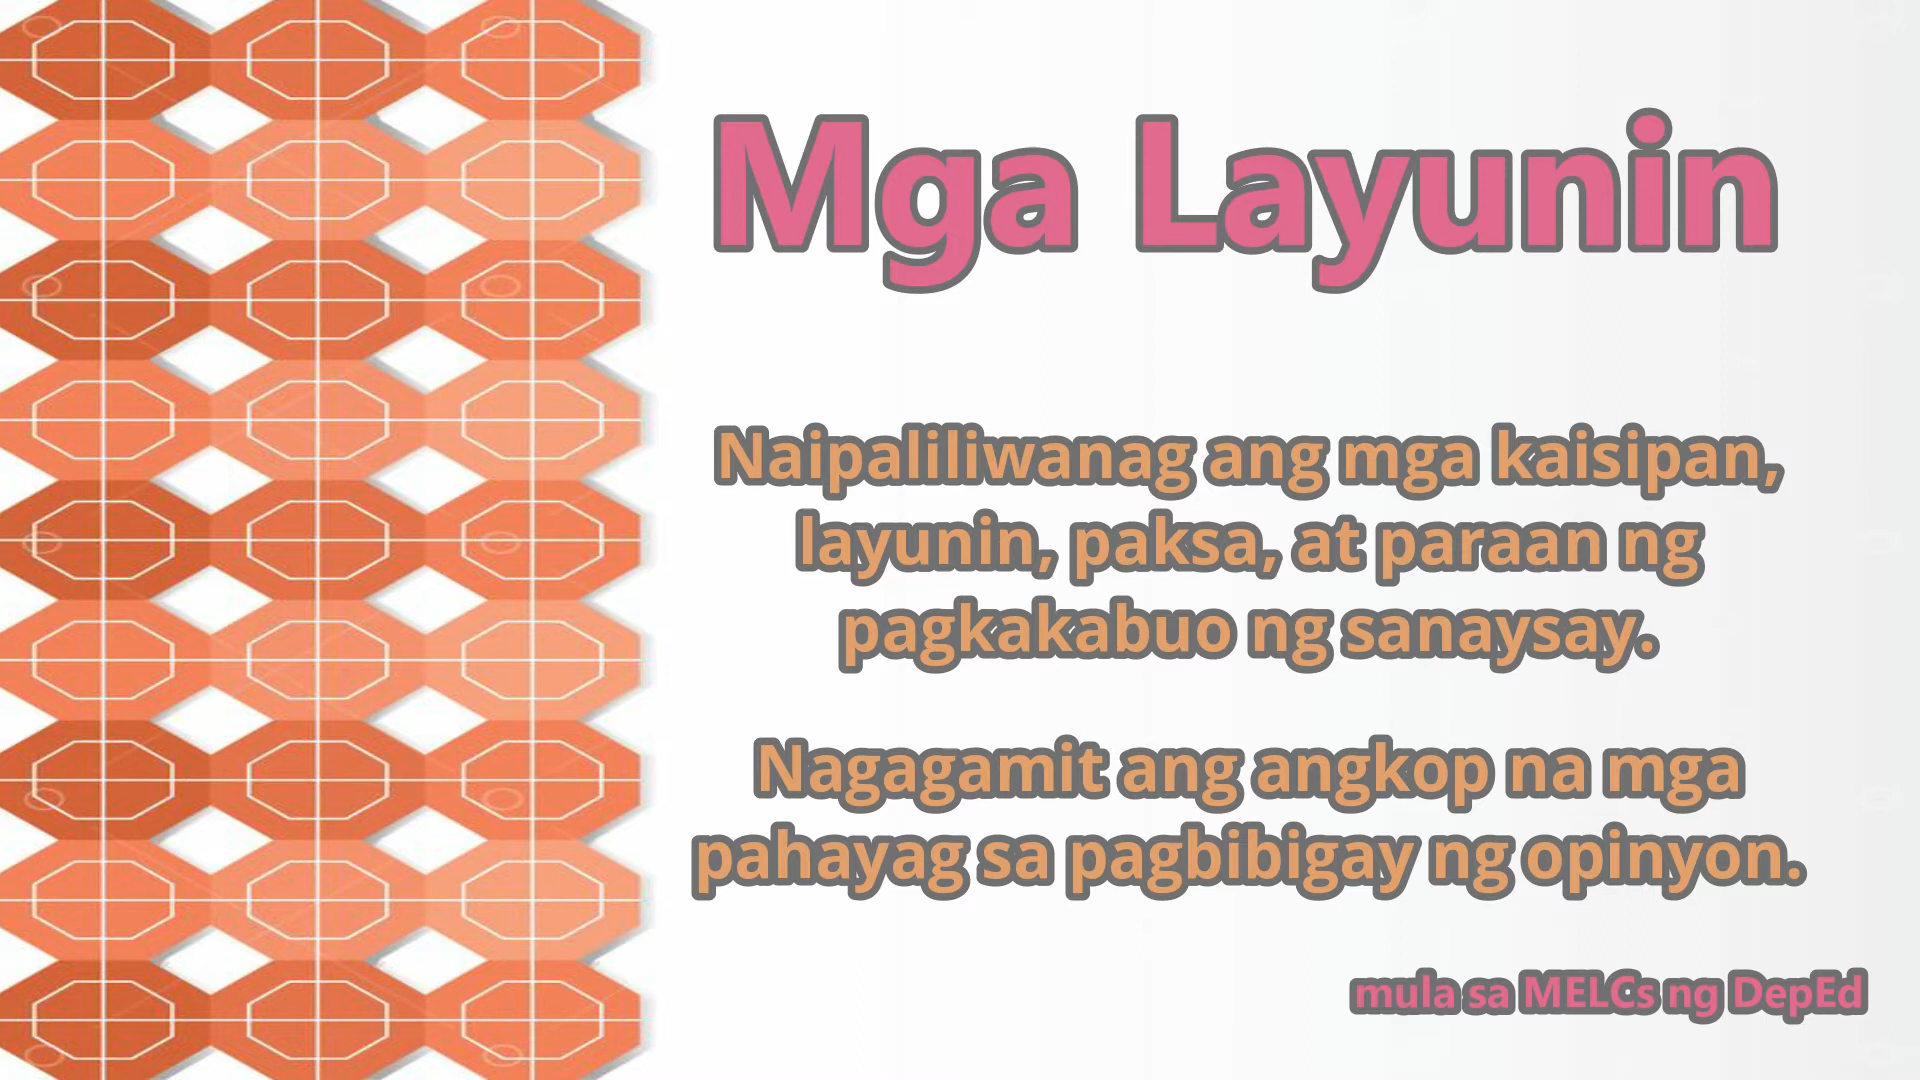 Mga Layunin
Naipaliliwanag ang mga kaisipan,
layunin, paksa, at paraan ng
pagkakabuo ng sanaysay.
Nagagamit ang angkop na mga
pahayag sa pagbibigay ng opinyon.
mula sa MELCs ng DepEd